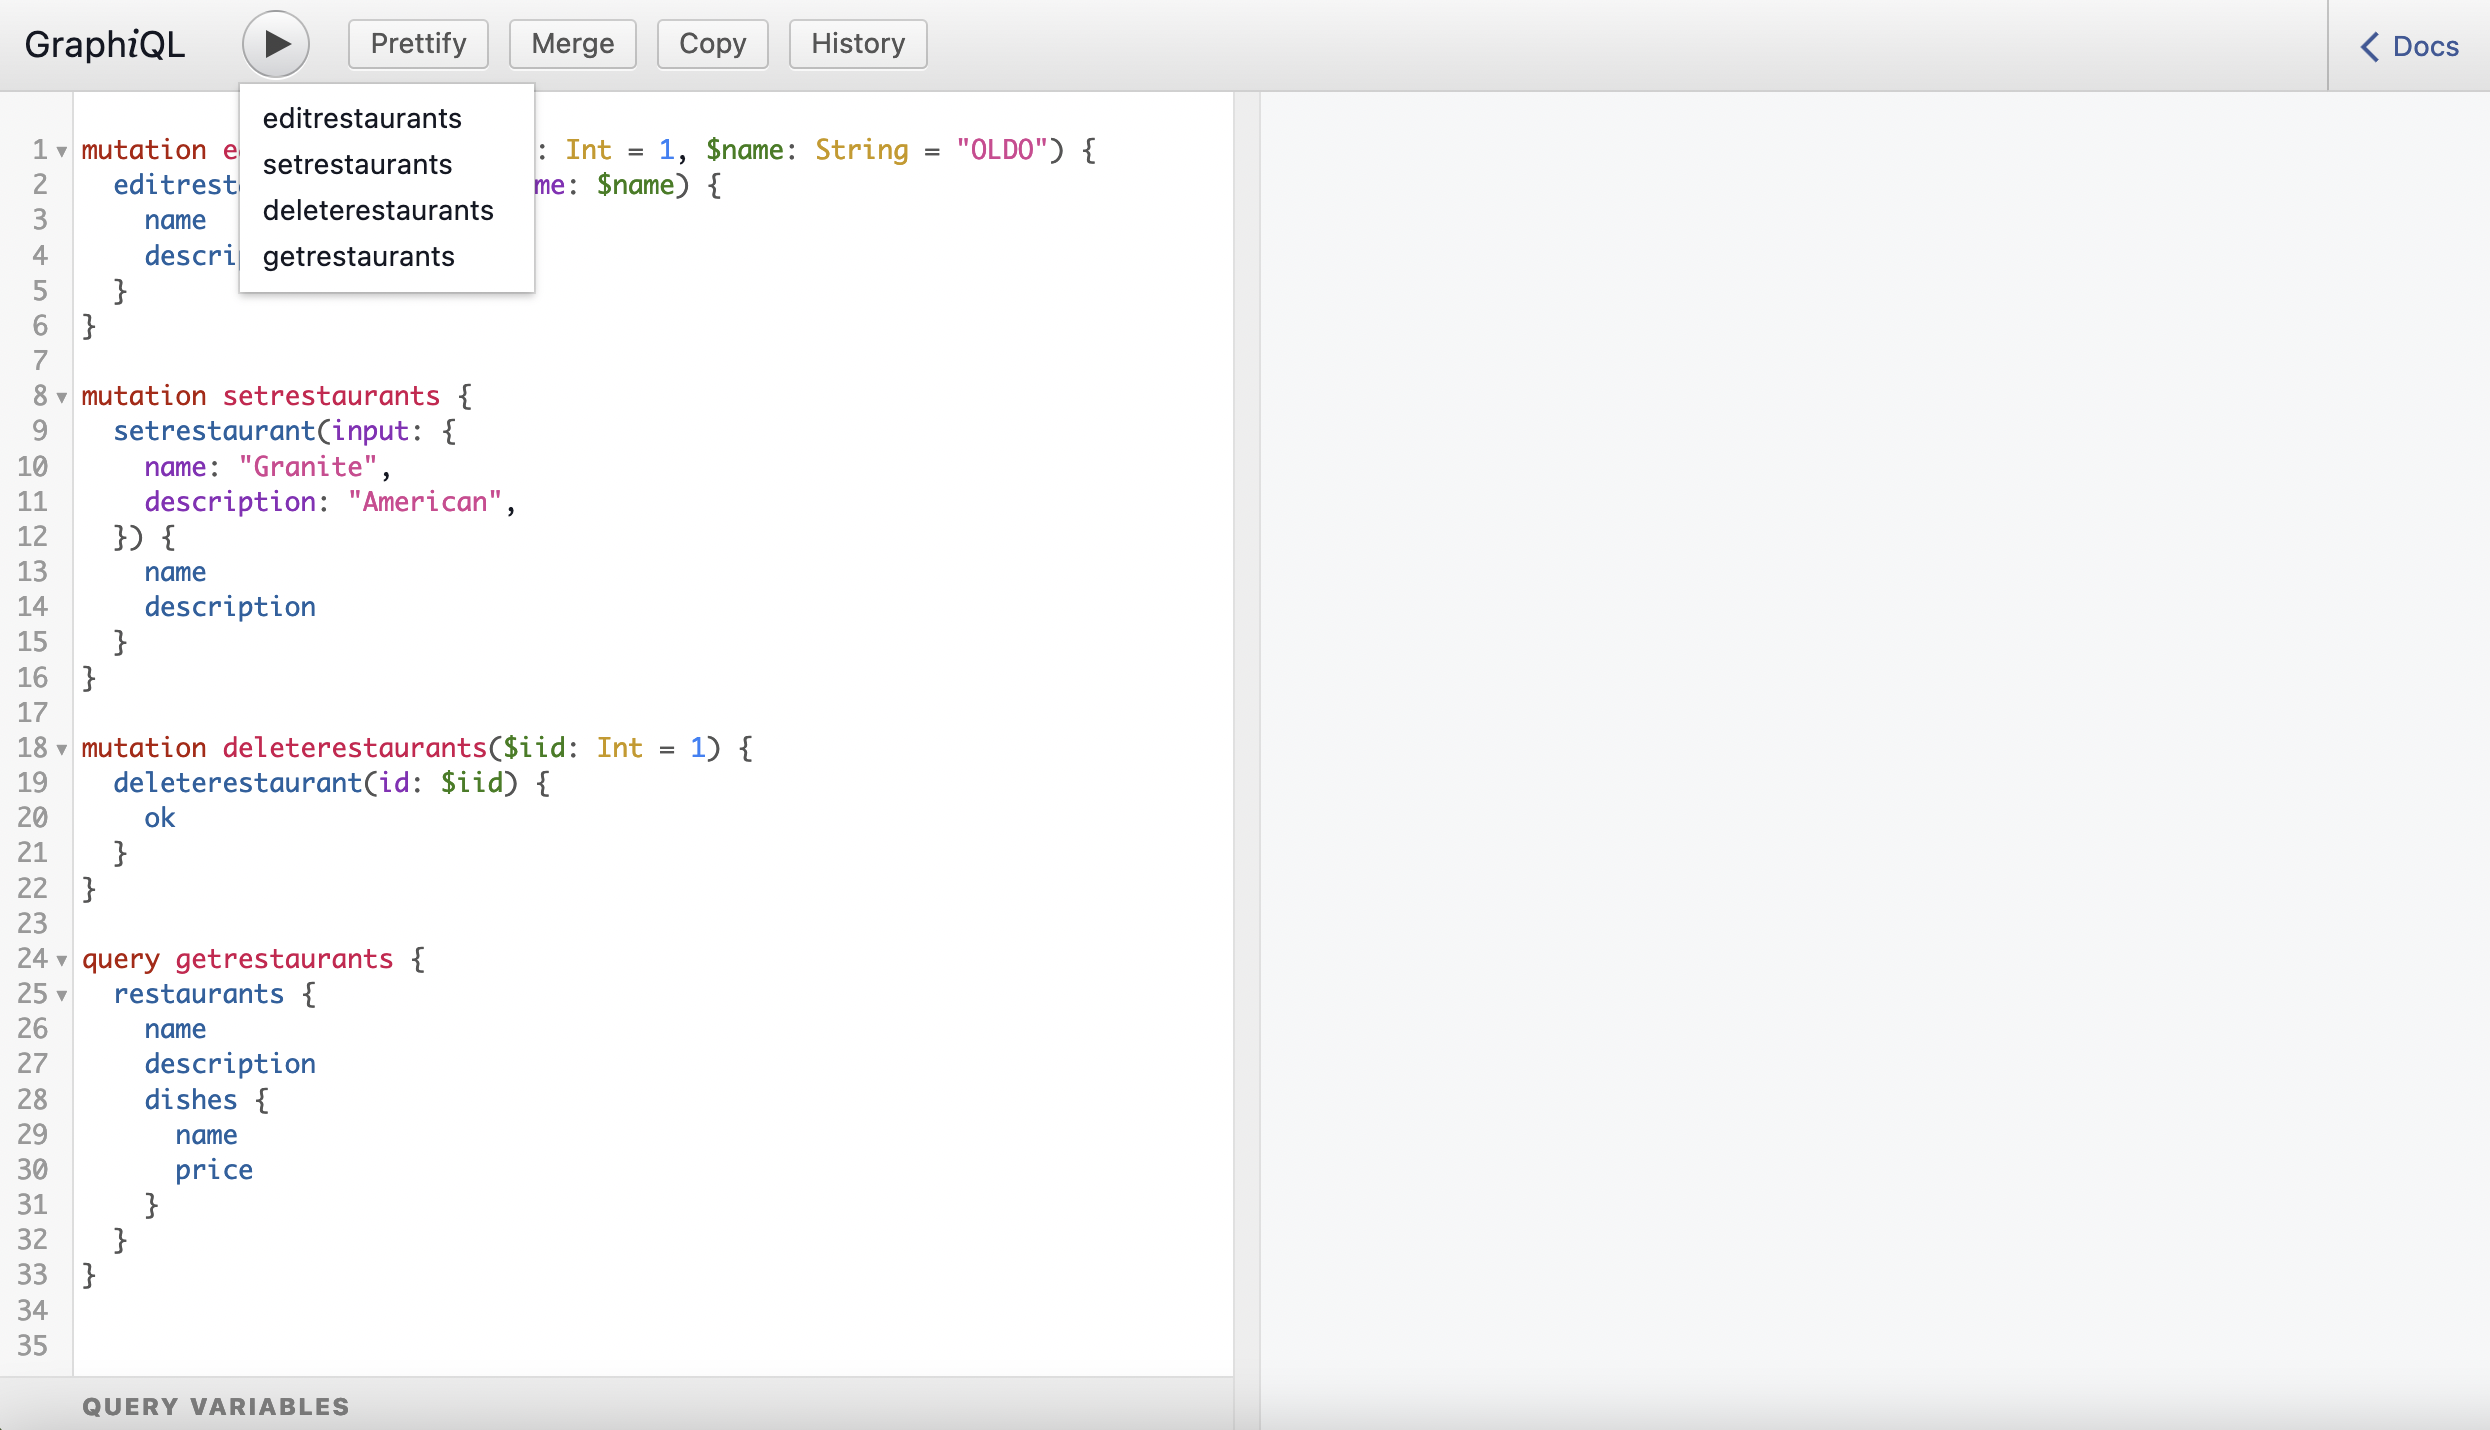 GraphiQL Prettify Merge Copy History Docs
editrestaurants
setrestaurants
deleterestaurants
getrestaurants
1 mutation e : Int = 1, $name: String = "OLDO") {
2 editrest me: $name) {
3 name
4 descri
5 }
6 }
7
8 mutation setrestaurants {
9 setrestaurant(input: {
10 name: "Granite",
11 description: "American",
12 }) {
13 name
14 description
15 }
16 }
17
18 mutation deleterestaurants($iid: Int = 1) {
19 deleterestaurant(id: $iid) {
20 ok
21 }
22 }
23
24 query getrestaurants {
25 restaurants {
26 name
27 description
28 dishes {
29 name
30 price
31 }
32 }
33 }
34
35
QUERY VARIABLES